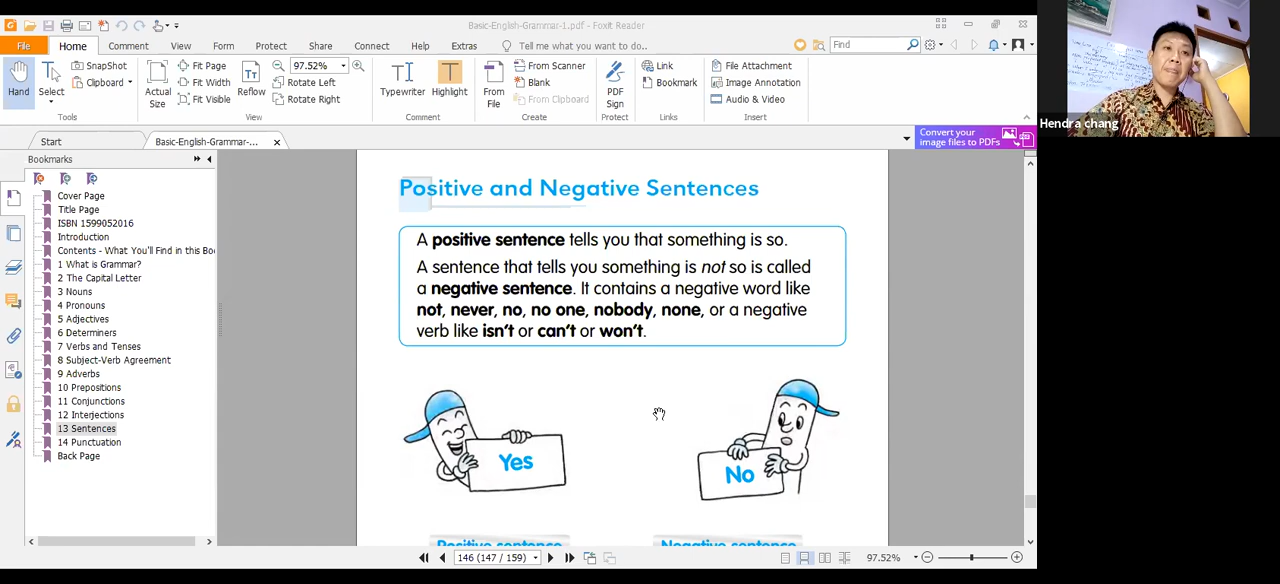 Basic-English-Grammar-1.pdf - Foxit Reader
File Home Comment View Form Protect Share Connect Help Extras Tell me what you want to do.. Find
Hand
Select
SnapShot
Clipboard
Tools
Actual Size
Fit Page
Fit Width
Fit Visible
Reflow
97.52%
Rotate Left
Rotate Right
View
Typewriter
Highlight
Comment
From File
From Scanner
Blank
From Clipboard
Create
PDF Sign
Protect
Link
Bookmark
Links
File Attachment
Image Annotation
Audio & Video
Insert
Start
Basic-English-Grammar-...
Convert your
image files to PDFs
Bookmarks
Cover Page
Title Page
ISBN 1599052016
Introduction
Contents - What You'll Find in this Bo
1 What is Grammar?
2 The Capital Letter
3 Nouns
4 Pronouns
5 Adjectives
6 Determiners
7 Verbs and Tenses
8 Subject-Verb Agreement
9 Adverbs
10 Prepositions
11 Conjunctions
12 Interjections
13 Sentences
14 Punctuation
Back Page
Positive and Negative Sentences
A positive sentence tells you that something is so.
A sentence that tells you something is not so is called
a negative sentence. It contains a negative word like
not, never, no, no one, nobody, none, or a negative
verb like isn't or can't or won't.
Yes
No
Positive sentence
Negative sentence
146 (147 / 159)
97.52%
Hendra chang